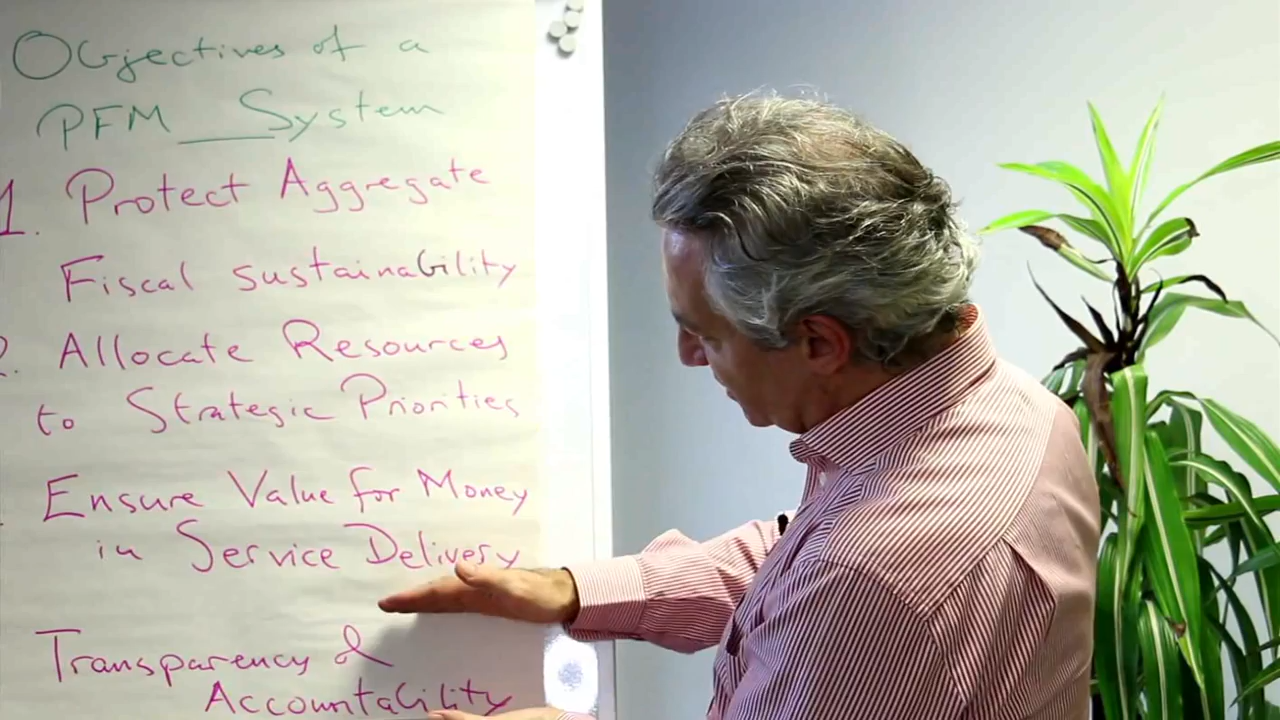 Objectives of a
PFM System
1. Protect Aggregate
Fiscal sustainability
2. Allocate Resources
to Strategic Priorities
Ensure Value for Money
in Service Delivery
Transparency &
Accountability